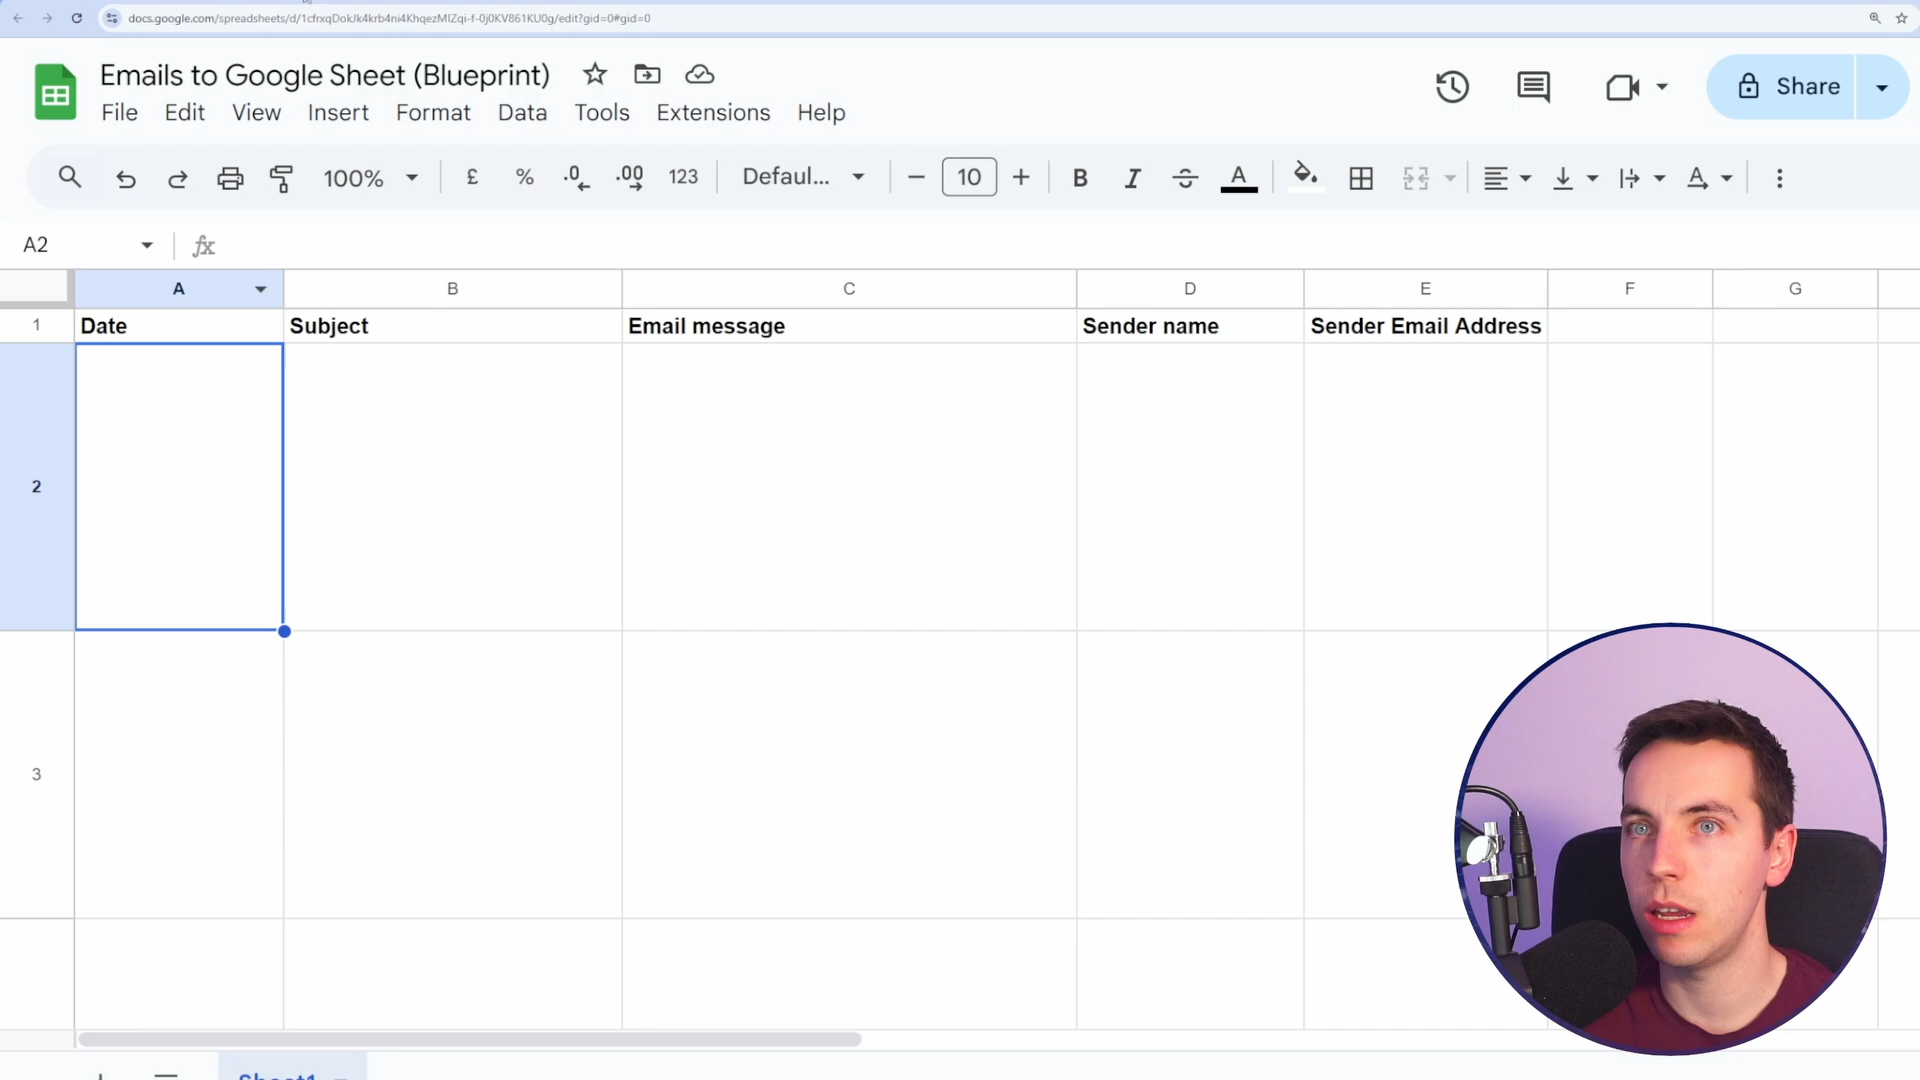 docs.google.com/spreadsheets/d/1cfrxqDokJk4krb4ni4KhqezMIZqi-f-0j0KV861KU0g/edit?gid=0#gid=0
Emails to Google Sheet (Blueprint)
File Edit View Insert Format Data Tools Extensions Help
Share
100% £ % .0 .00 123 Defaul... 10 B I A
A2 fx
A B C D E F G
1 Date Subject Email message Sender name Sender Email Address
2
3
Sheet1